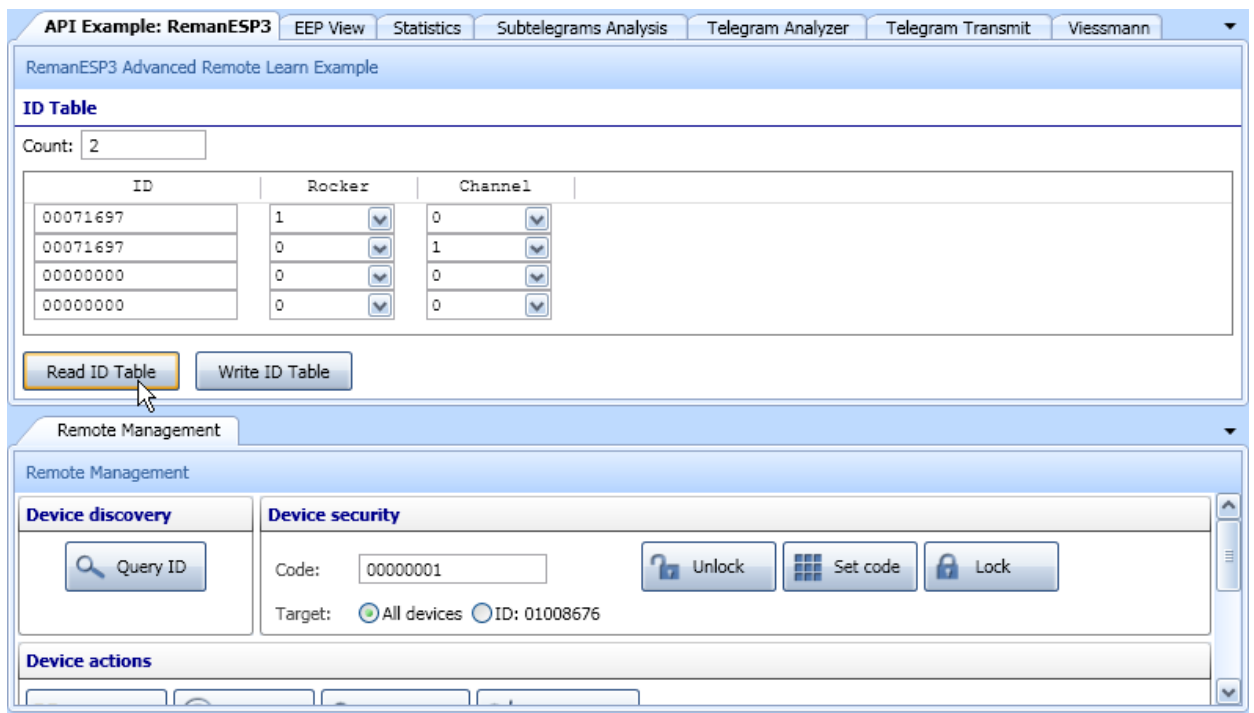 API Example: RemanESP3 EEP View Statistics Subtelegrams Analysis Telegram Analyzer Telegram Transmit Viessmann
RemanESP3 Advanced Remote Learn Example
ID Table
Count: 2
ID Rocker Channel
00071697 1 0
00071697 0 1
00000000 0 0
00000000 0 0
Read ID Table Write ID Table
Remote Management
Remote Management
Device discovery Device security
Query ID Code: 00000001 Unlock Set code Lock
Target: All devices ID: 01008676
Device actions